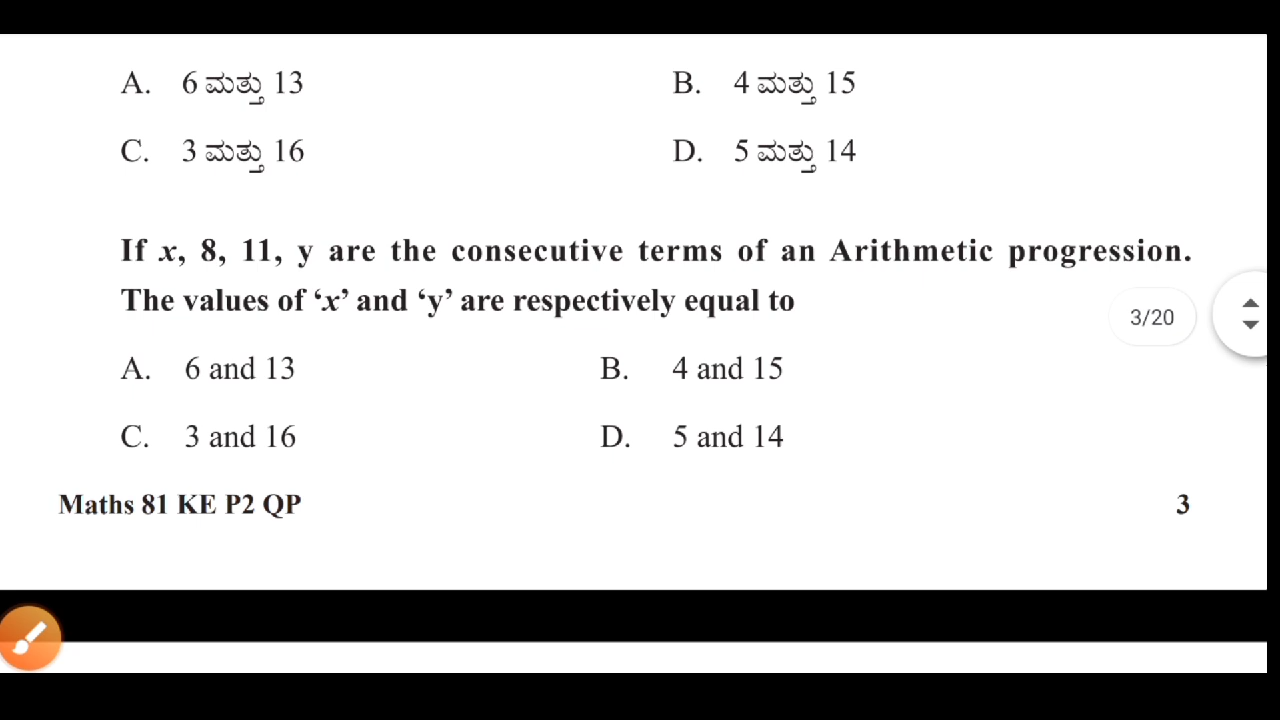 A. 6 ಮತ್ತು 13 B. 4 ಮತ್ತು 15
C. 3 ಮತ್ತು 16 D. 5 ಮತ್ತು 14
If x, 8, 11, y are the consecutive terms of an Arithmetic progression.
The values of ‘x’ and ‘y’ are respectively equal to
3/20
A. 6 and 13 B. 4 and 15
C. 3 and 16 D. 5 and 14
Maths 81 KE P2 QP 3